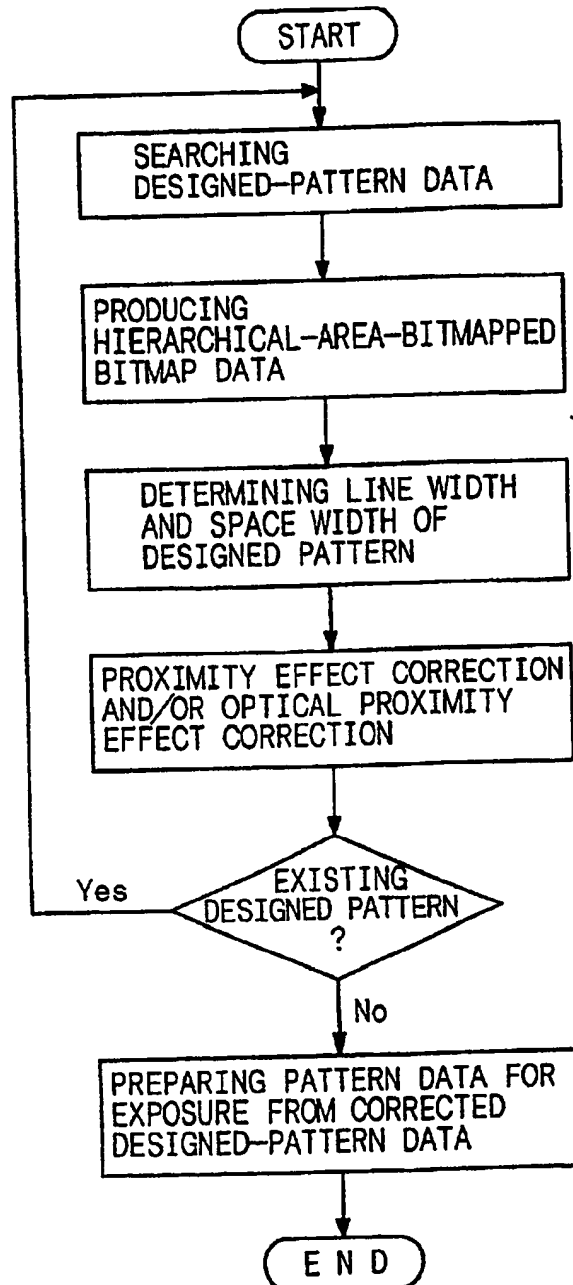 START
SEARCHING
DESIGNED-PATTERN DATA
PRODUCING
HIERARCHICAL-AREA-BITMAPPED
BITMAP DATA
DETERMINING LINE WIDTH
AND SPACE WIDTH OF
DESIGNED PATTERN
PROXIMITY EFFECT CORRECTION
AND/OR OPTICAL PROXIMITY
EFFECT CORRECTION
EXISTING
DESIGNED PATTERN
?
Yes
No
PREPARING PATTERN DATA FOR
EXPOSURE FROM CORRECTED
DESIGNED-PATTERN DATA
END